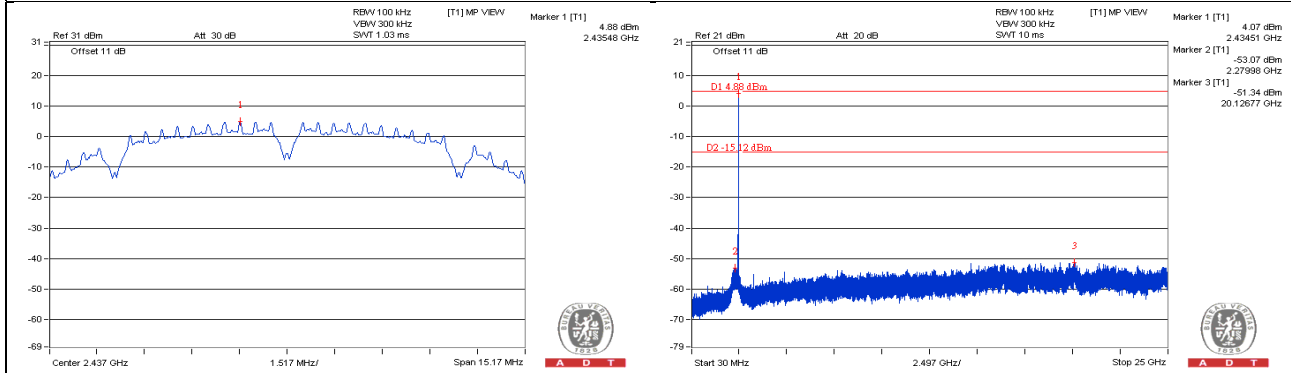 RBW 100 kHz [T1] MP VIEW
VBW 300 kHz
Ref 31 dBm Att 30 dB SWT 1.03 ms
Marker 1 [T1]
4.88 dBm
2.43548 GHz
31
Offset 11 dB
20
10
0
-10
-20
-30
-40
-50
-60
-69
1
Center 2.437 GHz 1.517 MHz/ Span 15.17 MHz
BUREAU VERITAS
1828
A D T
RBW 100 kHz [T1] MP VIEW
VBW 300 kHz
Ref 21 dBm Att 20 dB SWT 10 ms
Marker 1 [T1]
4.07 dBm
2.43451 GHz
Marker 2 [T1]
-53.07 dBm
2.27998 GHz
Marker 3 [T1]
-51.34 dBm
20.12677 GHz
21
Offset 11 dB
10
0
-10
-20
-30
-40
-50
-60
-70
-79
1
D1 4.88 dBm
D2 -15.12 dBm
2
3
Start 30 MHz 2.497 GHz/ Stop 25 GHz
BUREAU VERITAS
1828
A D T